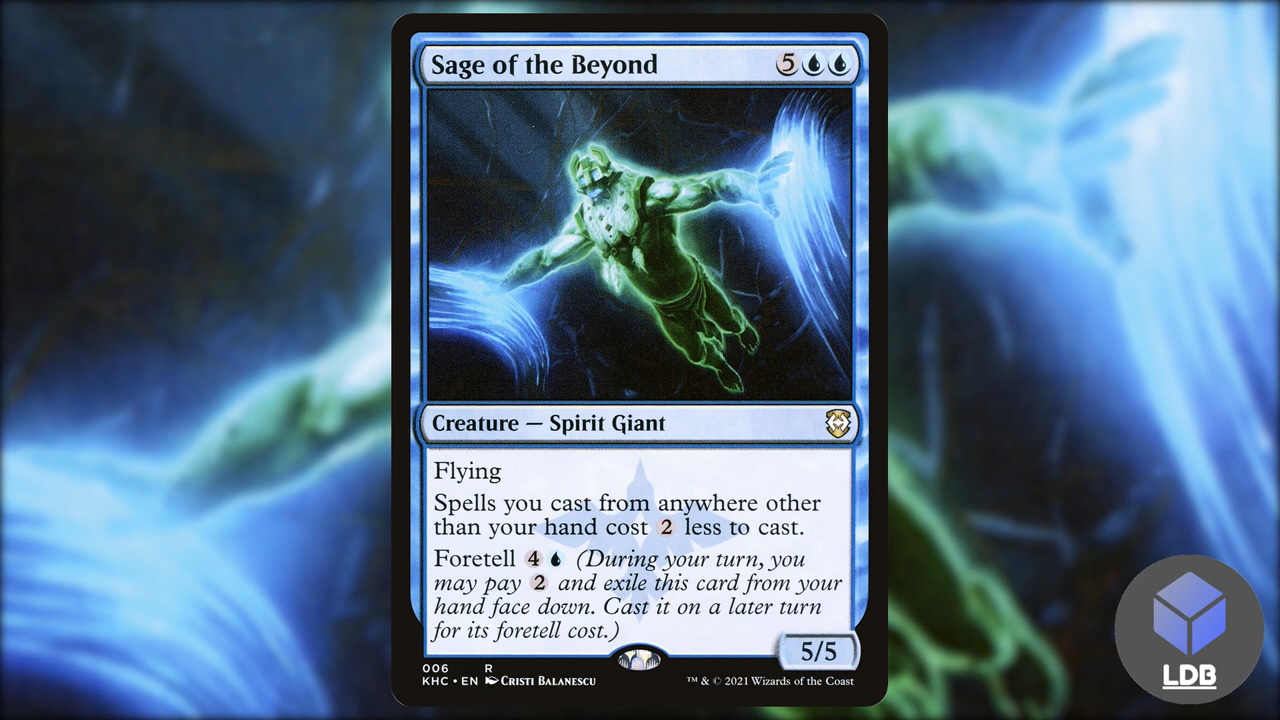 Sage of the Beyond 5
Creature — Spirit Giant
Flying
Spells you cast from anywhere other
than your hand cost 2 less to cast.
Foretell 4 (During your turn, you
may pay 2 and exile this card from your
hand face down. Cast it on a later turn
for its foretell cost.)
5/5
006 R
KHC • EN Cristi Balanescu ™ & © 2021 Wizards of the Coast
LDB